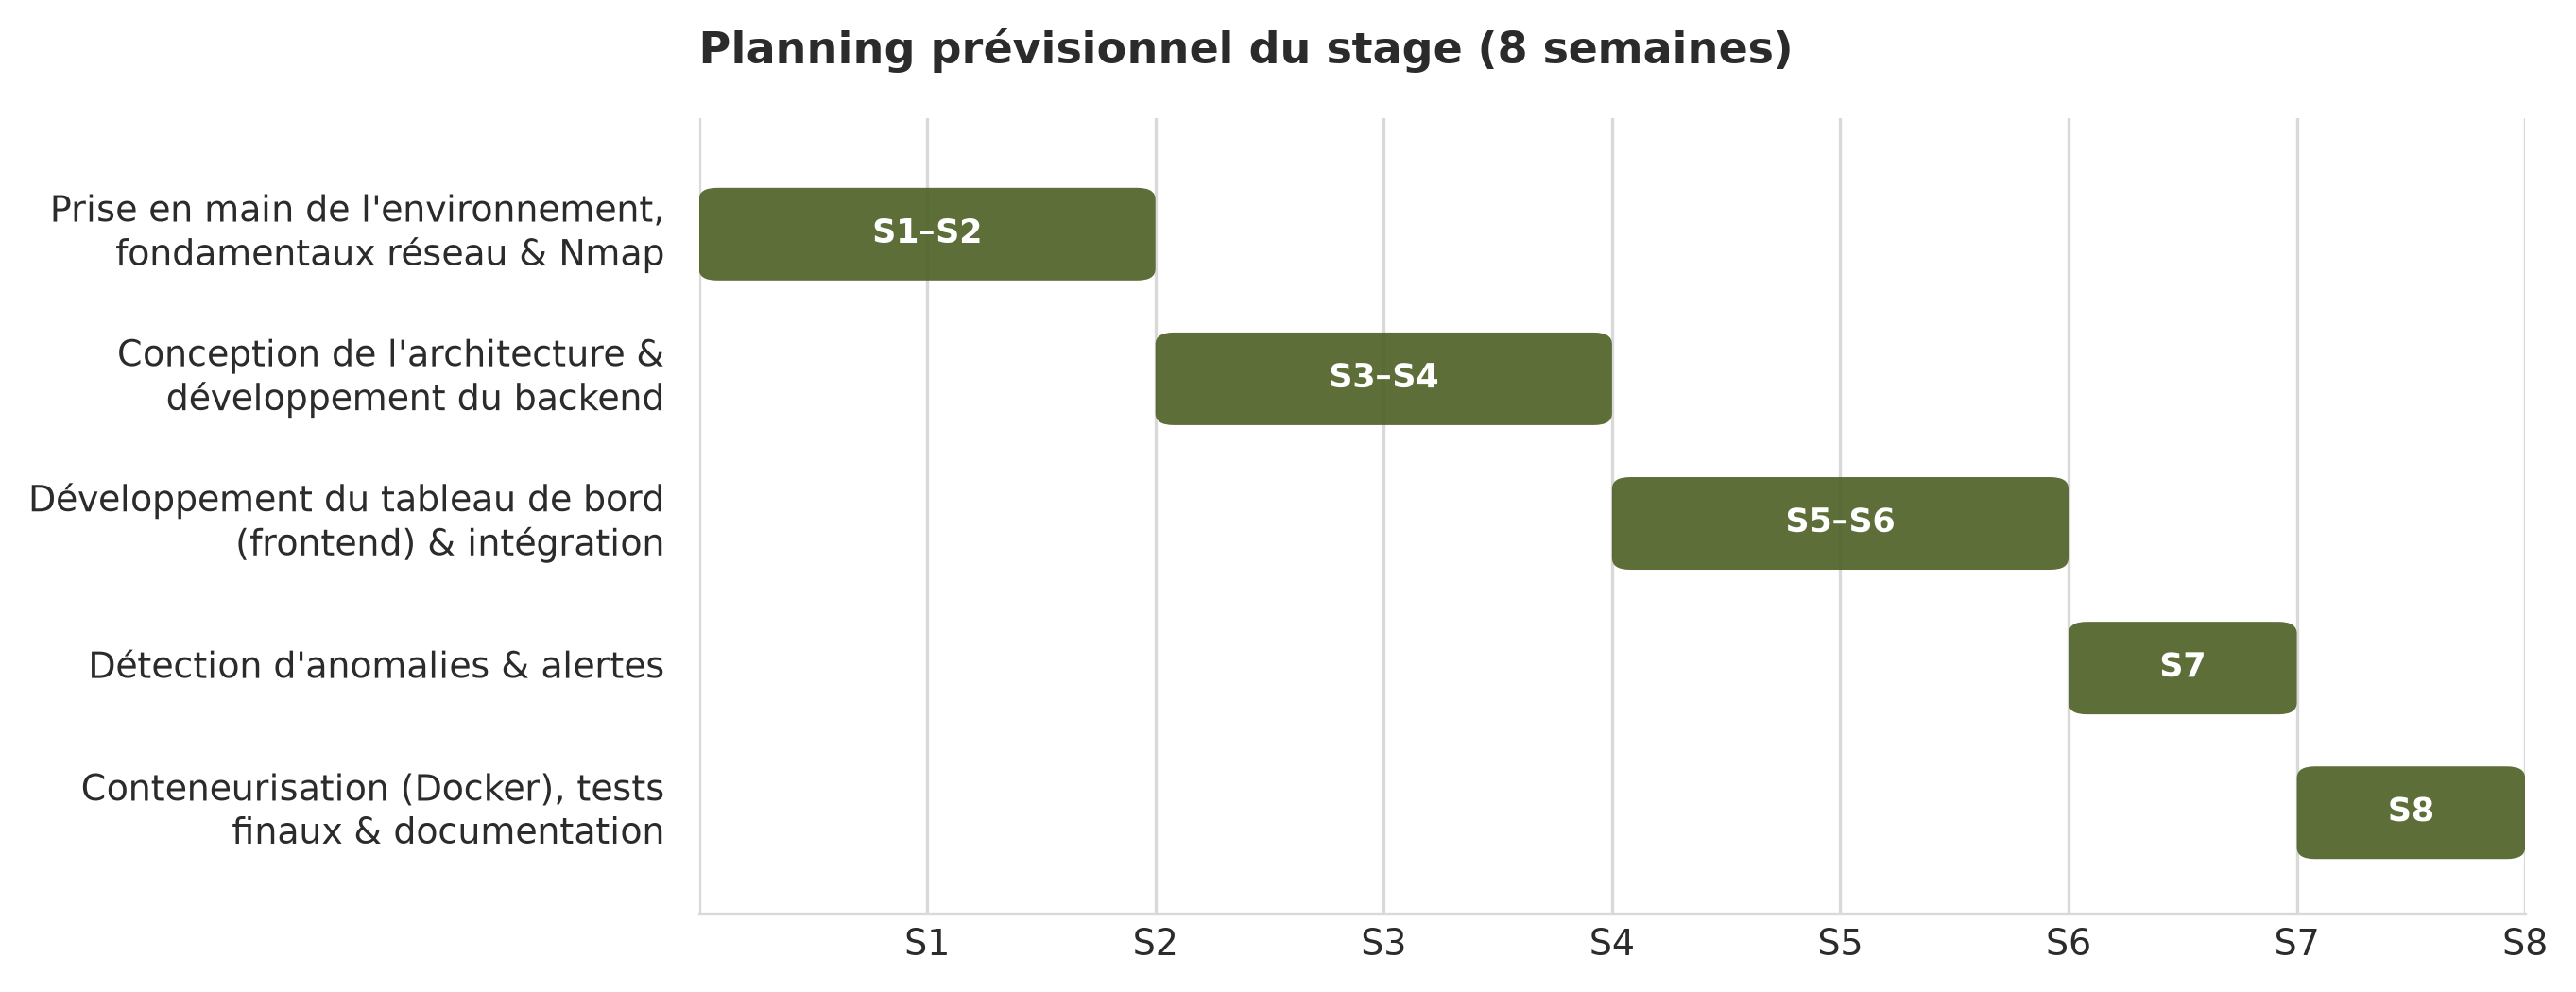 Planning prévisionnel du stage (8 semaines)
Prise en main de l'environnement,
fondamentaux réseau & Nmap
S1–S2
Conception de l'architecture &
développement du backend
S3–S4
Développement du tableau de bord
(frontend) & intégration
S5–S6
Détection d'anomalies & alertes
S7
Conteneurisation (Docker), tests
finaux & documentation
S8
S1 S2 S3 S4 S5 S6 S7 S8